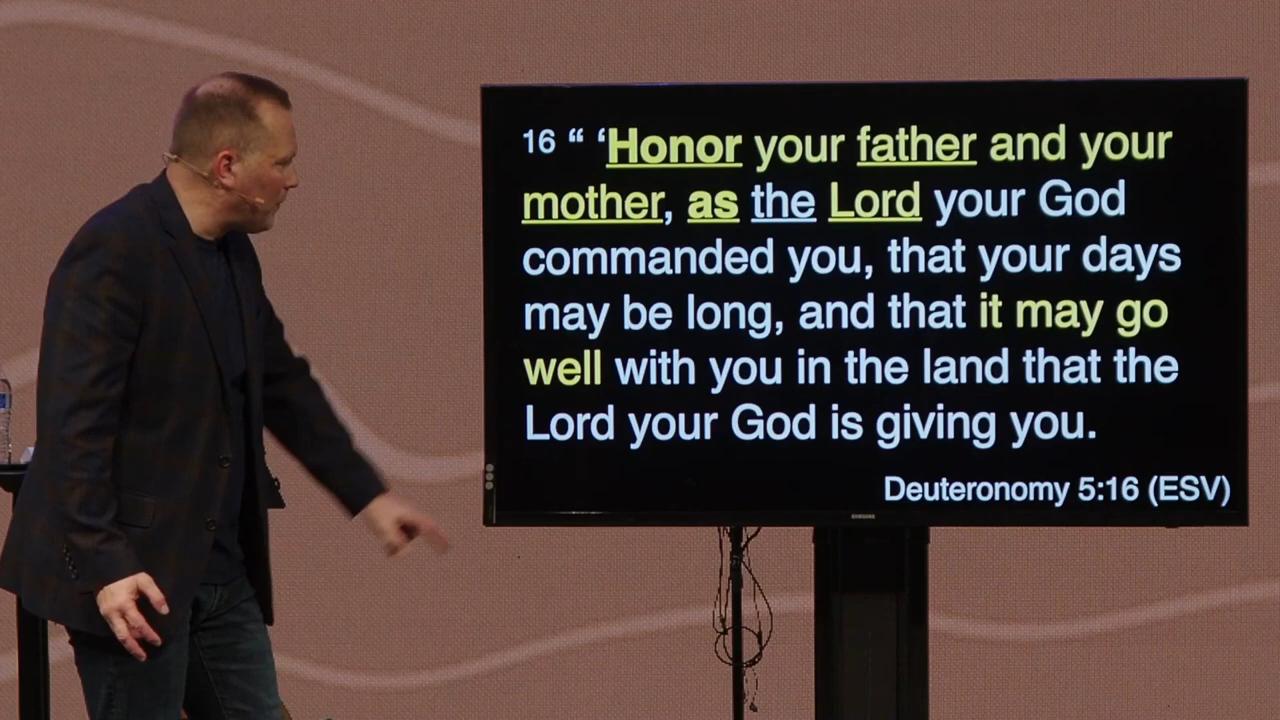 16 “ ‘Honor your father and your
mother, as the Lord your God
commanded you, that your days
may be long, and that it may go
well with you in the land that the
Lord your God is giving you.
Deuteronomy 5:16 (ESV)
SAMSUNG